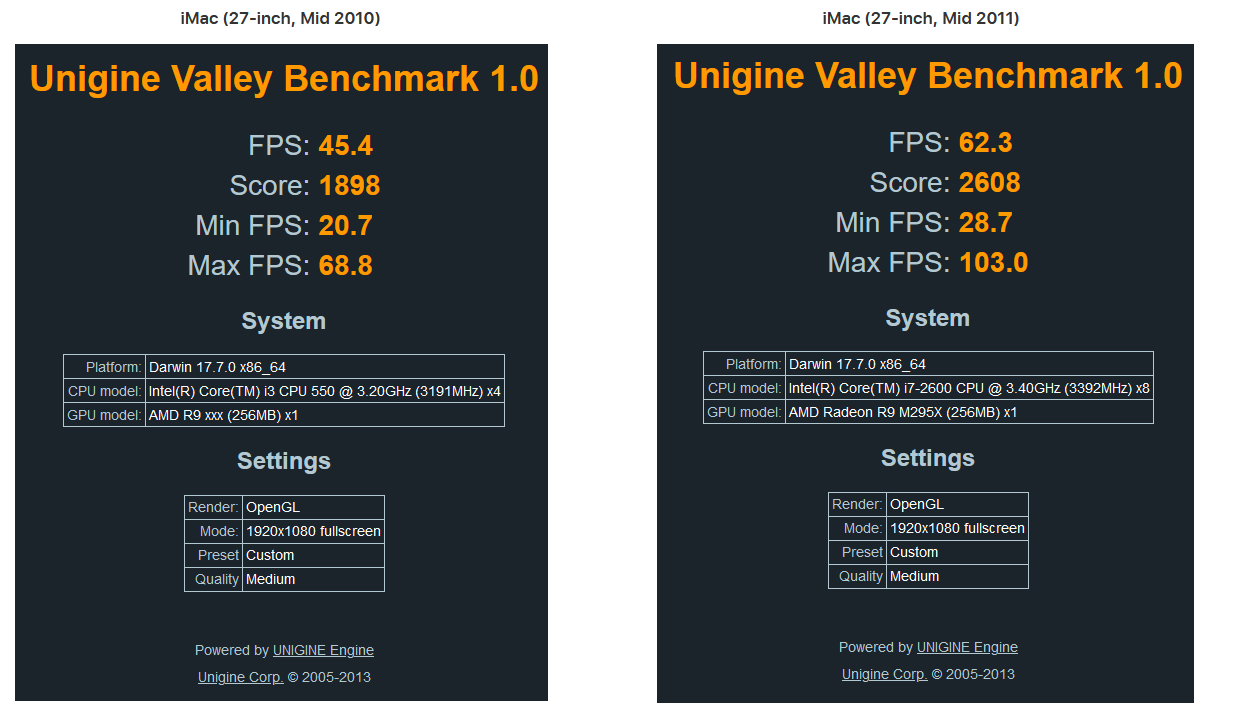 iMac (27-inch, Mid 2010)
Unigine Valley Benchmark 1.0
FPS: 45.4
Score: 1898
Min FPS: 20.7
Max FPS: 68.8
System
Platform: Darwin 17.7.0 x86_64
CPU model: Intel(R) Core(TM) i3 CPU 550 @ 3.20GHz (3191MHz) x4
GPU model: AMD R9 xxx (256MB) x1
Settings
Render: OpenGL
Mode: 1920x1080 fullscreen
Preset Custom
Quality Medium
Powered by UNIGINE Engine
Unigine Corp. © 2005-2013
iMac (27-inch, Mid 2011)
Unigine Valley Benchmark 1.0
FPS: 62.3
Score: 2608
Min FPS: 28.7
Max FPS: 103.0
System
Platform: Darwin 17.7.0 x86_64
CPU model: Intel(R) Core(TM) i7-2600 CPU @ 3.40GHz (3392MHz) x8
GPU model: AMD Radeon R9 M295X (256MB) x1
Settings
Render: OpenGL
Mode: 1920x1080 fullscreen
Preset Custom
Quality Medium
Powered by UNIGINE Engine
Unigine Corp. © 2005-2013